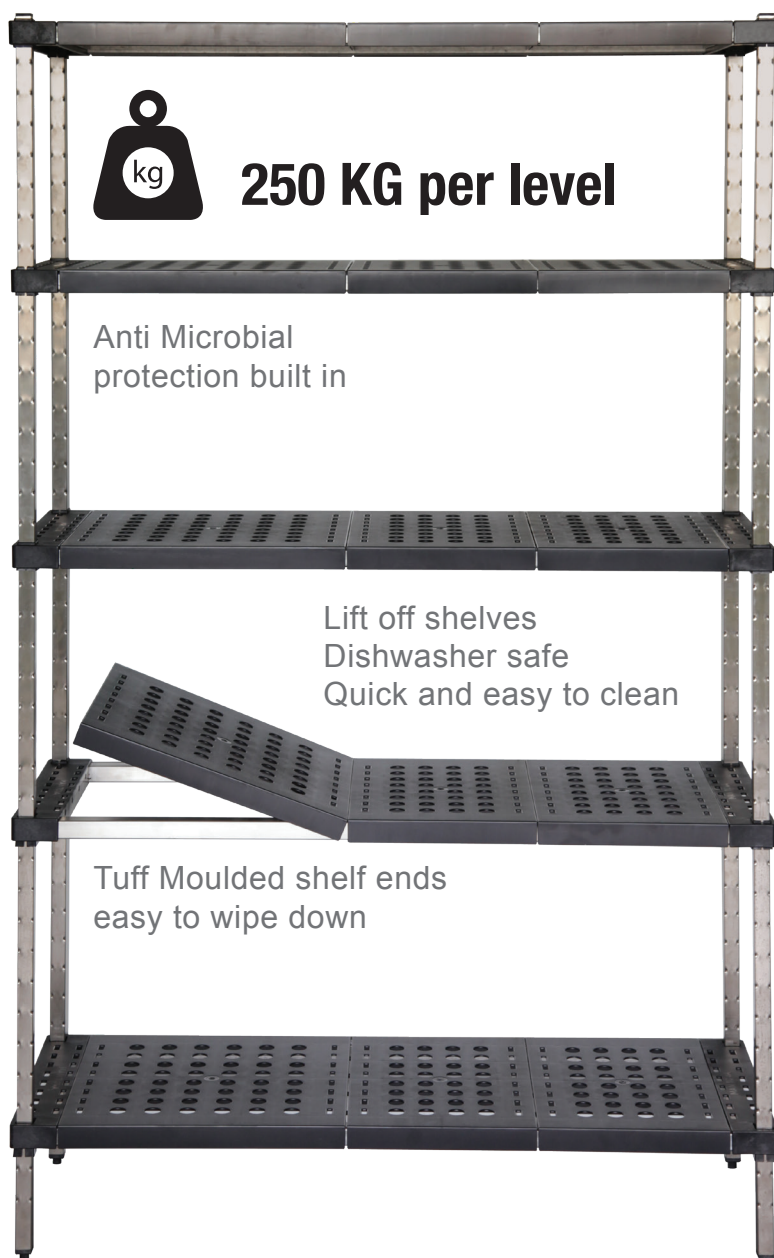 kg
250 KG per level
Anti Microbial
protection built in
Lift off shelves
Dishwasher safe
Quick and easy to clean
Tuff Moulded shelf ends
easy to wipe down